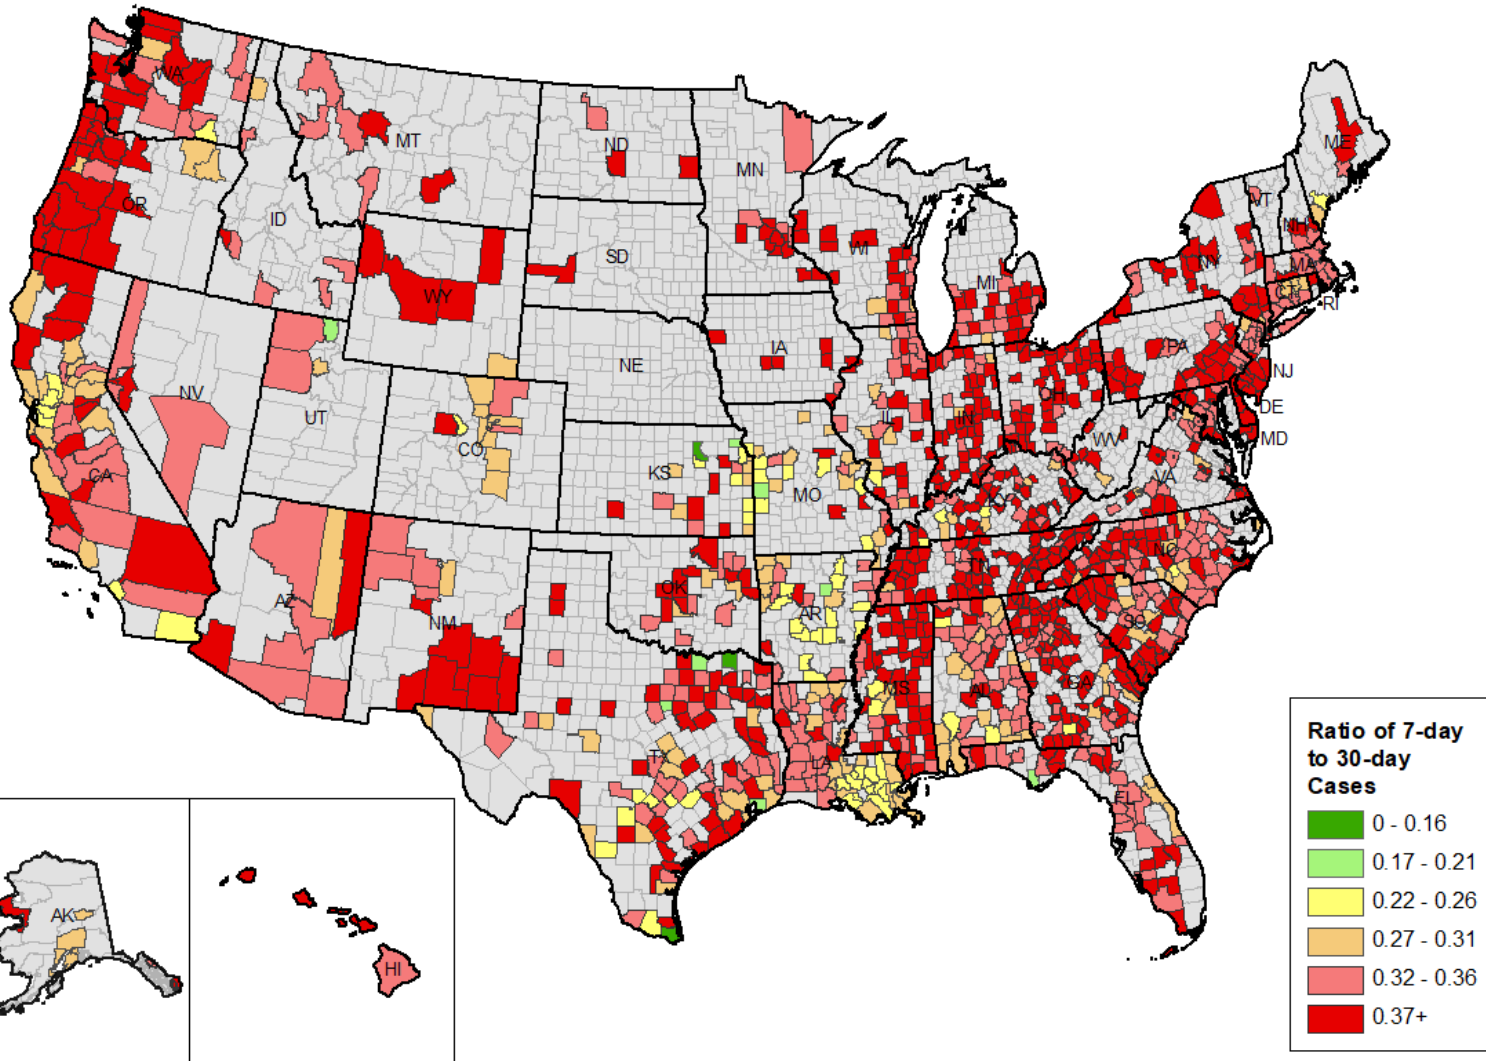 WA
MT
ND
MN
ME
OR
ID
SD
WI
MI
VT
NH
NY
MA
CT
RI
WY
IA
NE
PA
NJ
NV
UT
CO
KS
MO
IL
IN
OH
WV
DE
MD
VA
KY
CA
AZ
NM
OK
AR
TN
NC
SC
MS
AL
GA
TX
LA
FL
AK
HI
Ratio of 7-day
to 30-day
Cases
0 - 0.16
0.17 - 0.21
0.22 - 0.26
0.27 - 0.31
0.32 - 0.36
0.37+